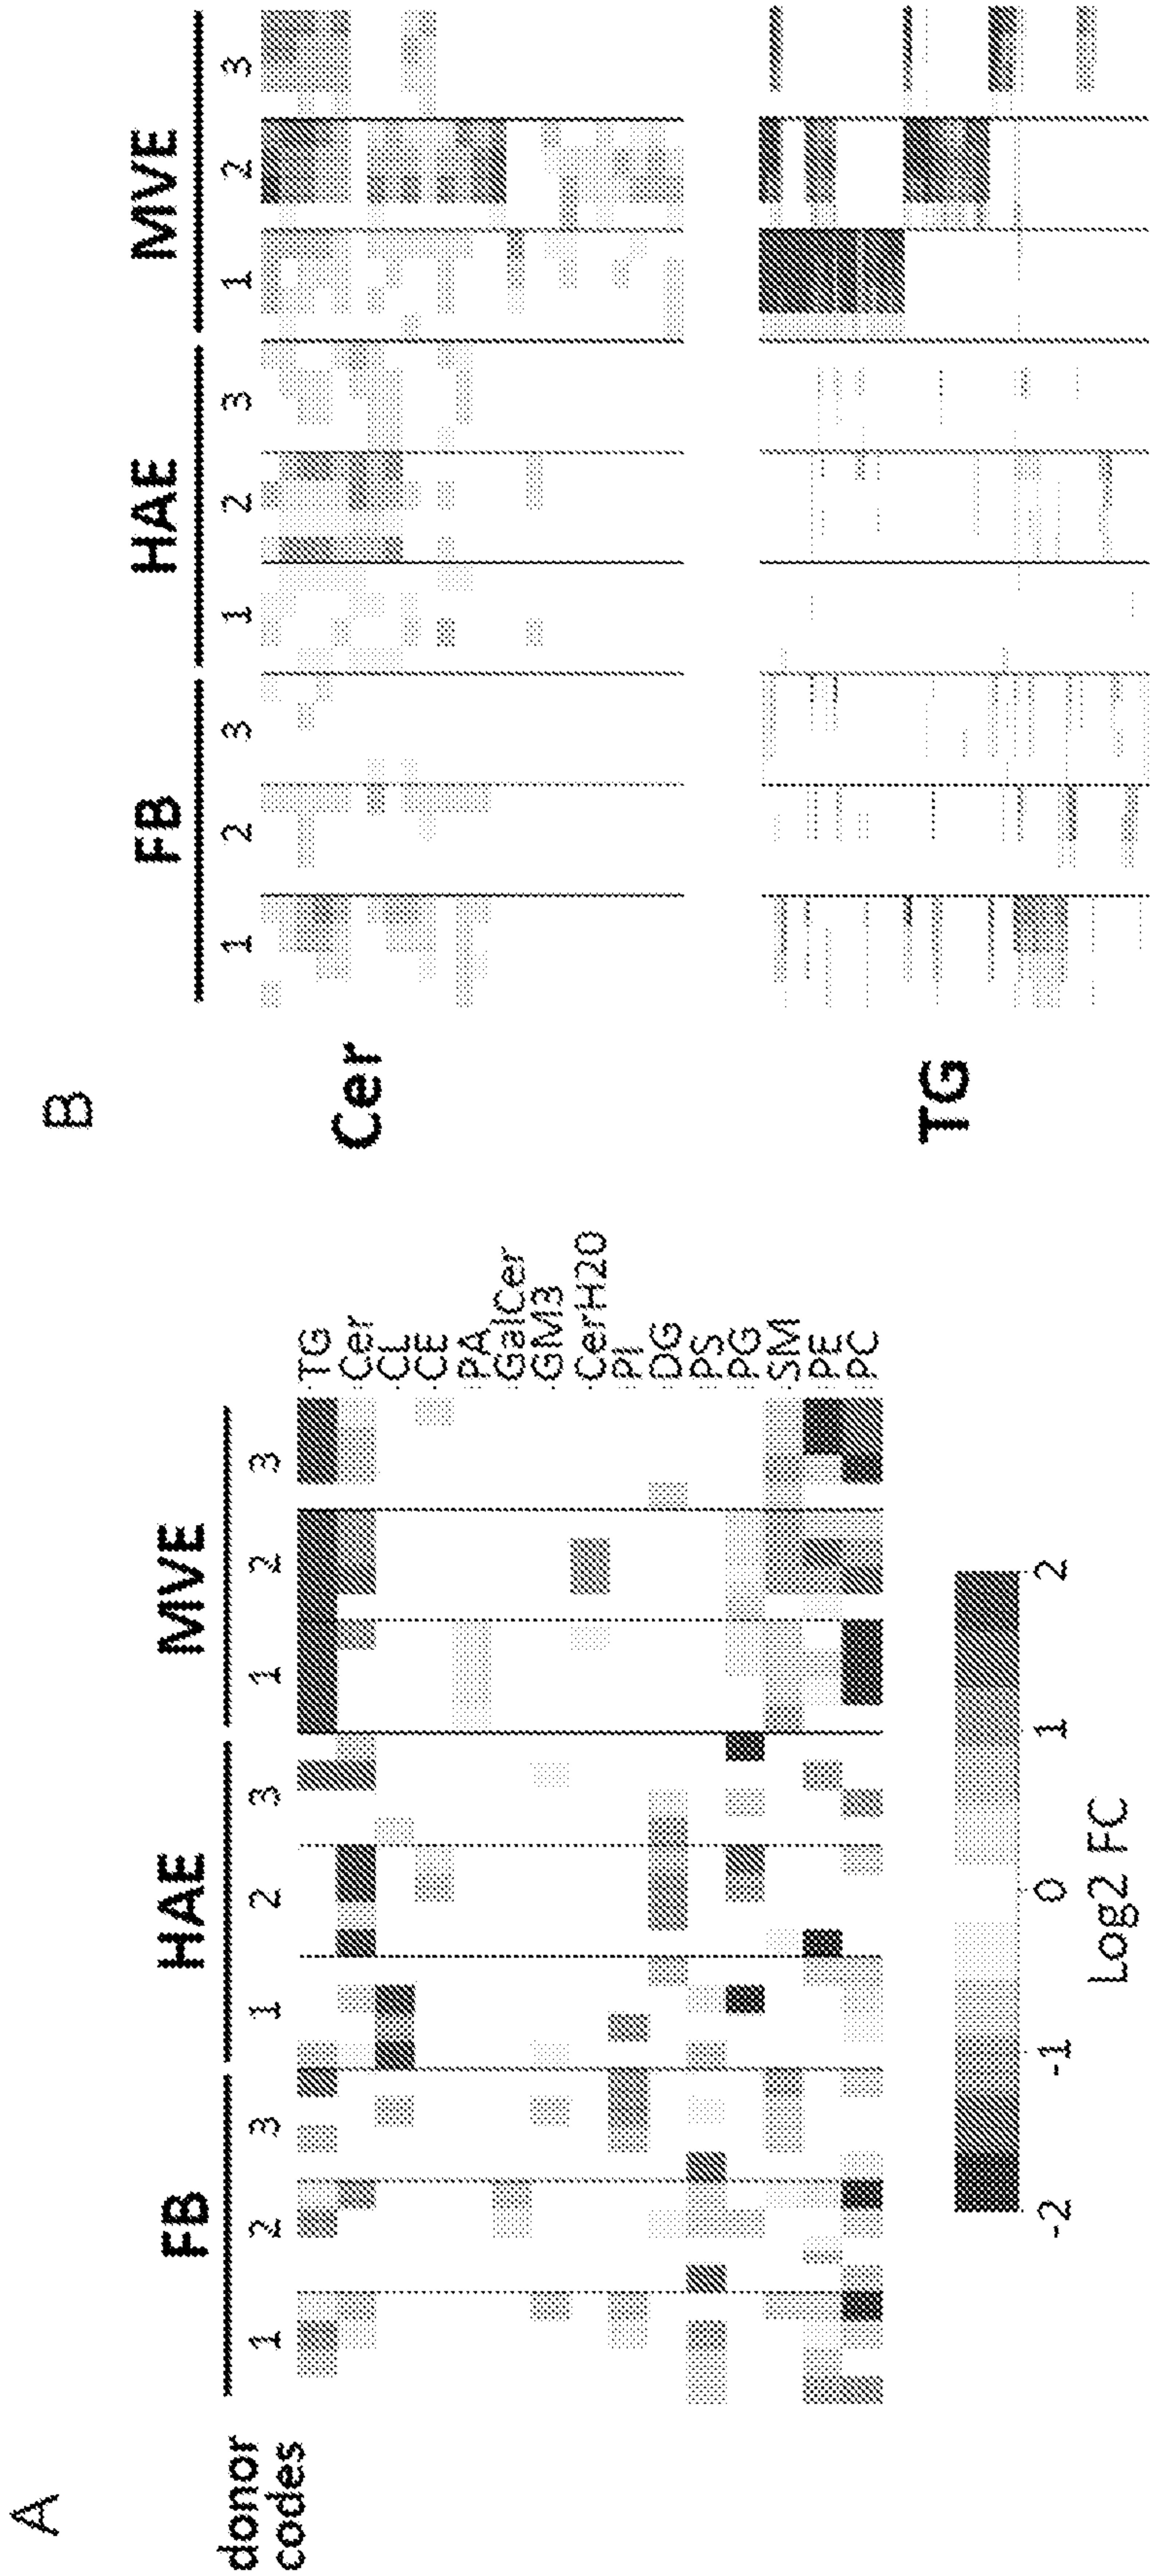 A
donor
codes
FB
HAE
MVE
1
2
3
1
2
3
1
2
3
TG
Cer
CL
CE
PA
GalCer
GM3
CerH20
PI
DG
PS
PG
SM
PE
PC
-2
-1
0
1
2
Log2 FC
B
FB
HAE
MVE
1
2
3
1
2
3
1
2
3
Cer
TG